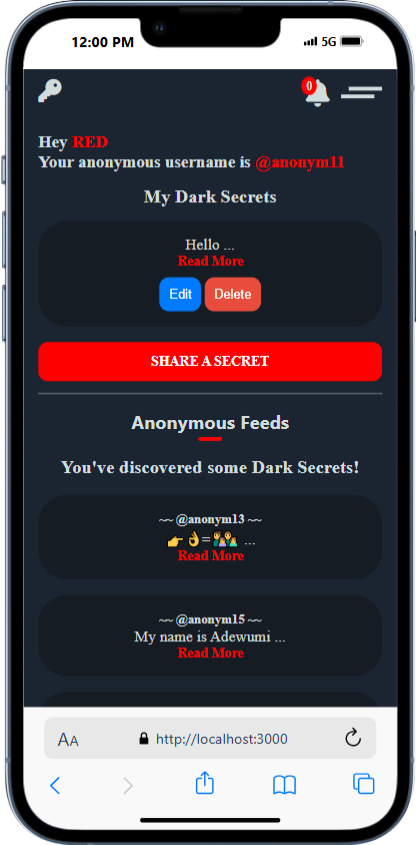 12:00 PM 5G
0
Hey RED
Your anonymous username is @anonym11
My Dark Secrets
Hello ...
Read More
Edit Delete
SHARE A SECRET
Anonymous Feeds
You've discovered some Dark Secrets!
~~ @anonym13 ~~
👉👌=👨‍👩‍👧‍👦 ...
Read More
~~ @anonym15 ~~
My name is Adewumi ...
Read More
AA http://localhost:3000